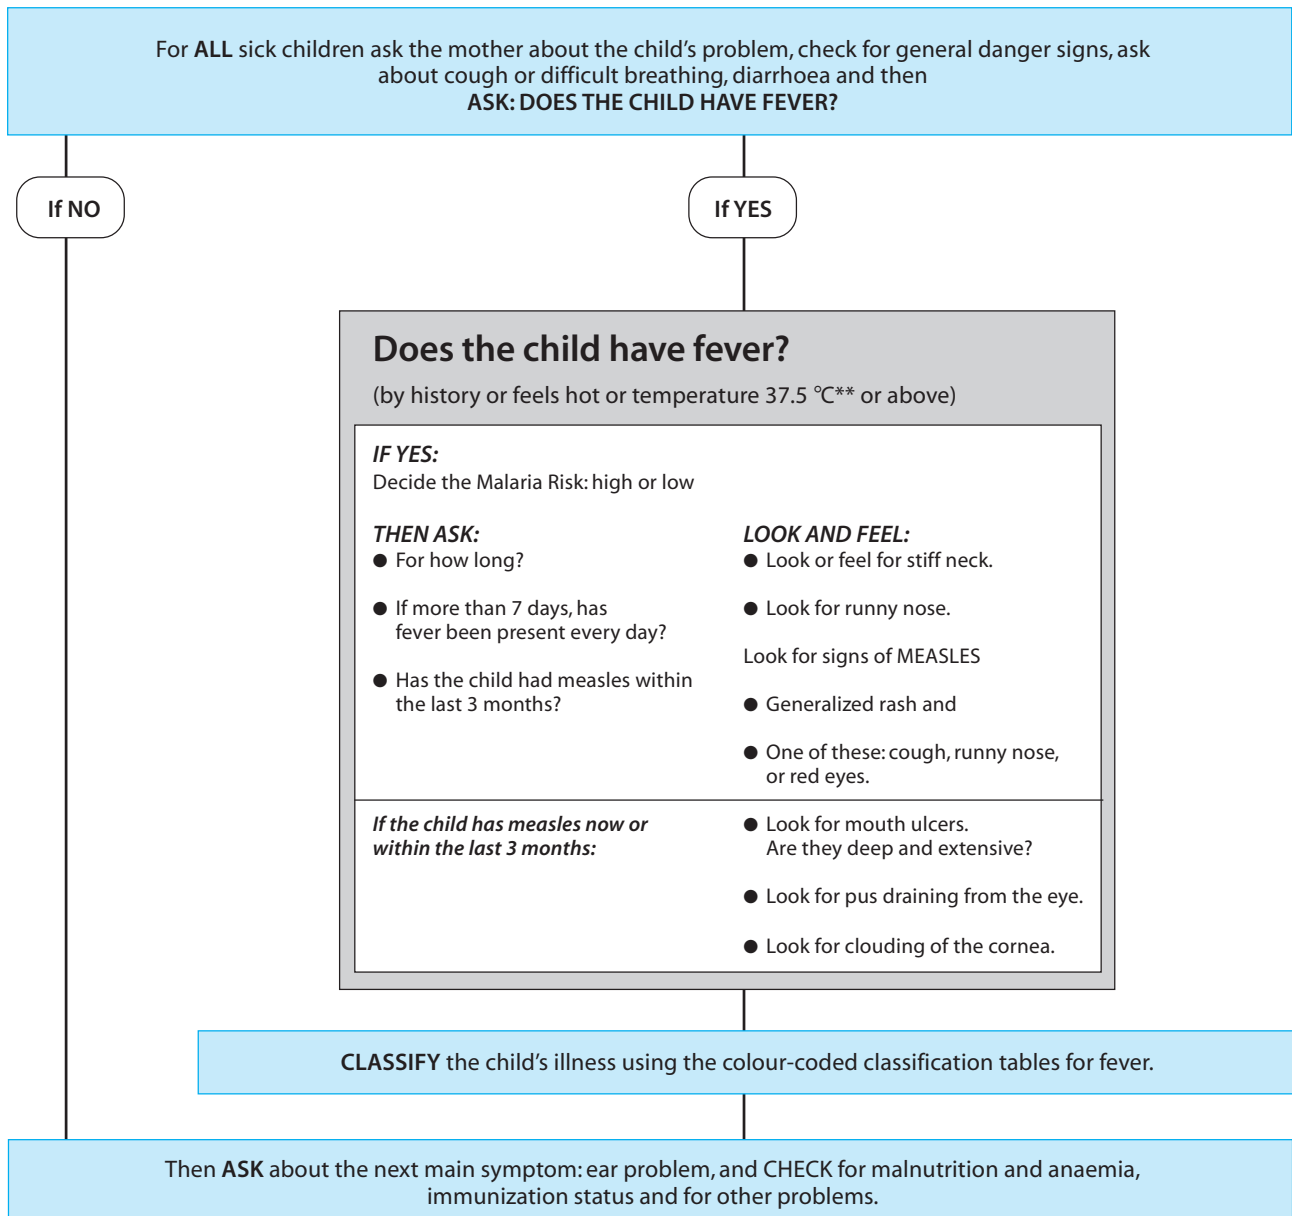 For ALL sick children ask the mother about the child’s problem, check for general danger signs, ask
about cough or difficult breathing, diarrhoea and then
ASK: DOES THE CHILD HAVE FEVER?
If NO
If YES
Does the child have fever?
(by history or feels hot or temperature 37.5 °C** or above)
IF YES:
Decide the Malaria Risk: high or low
THEN ASK:
● For how long?
● If more than 7 days, has
fever been present every day?
● Has the child had measles within
the last 3 months?
LOOK AND FEEL:
● Look or feel for stiff neck.
● Look for runny nose.
Look for signs of MEASLES
● Generalized rash and
● One of these: cough, runny nose,
or red eyes.
If the child has measles now or
within the last 3 months:
● Look for mouth ulcers.
Are they deep and extensive?
● Look for pus draining from the eye.
● Look for clouding of the cornea.
CLASSIFY the child’s illness using the colour-coded classification tables for fever.
Then ASK about the next main symptom: ear problem, and CHECK for malnutrition and anaemia,
immunization status and for other problems.